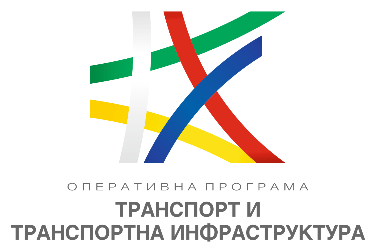 ОПЕРАТИВНА ПРОГРАМА
ТРАНСПОРТ И
ТРАНСПОРТНА ИНФРАСТРУКТУРА